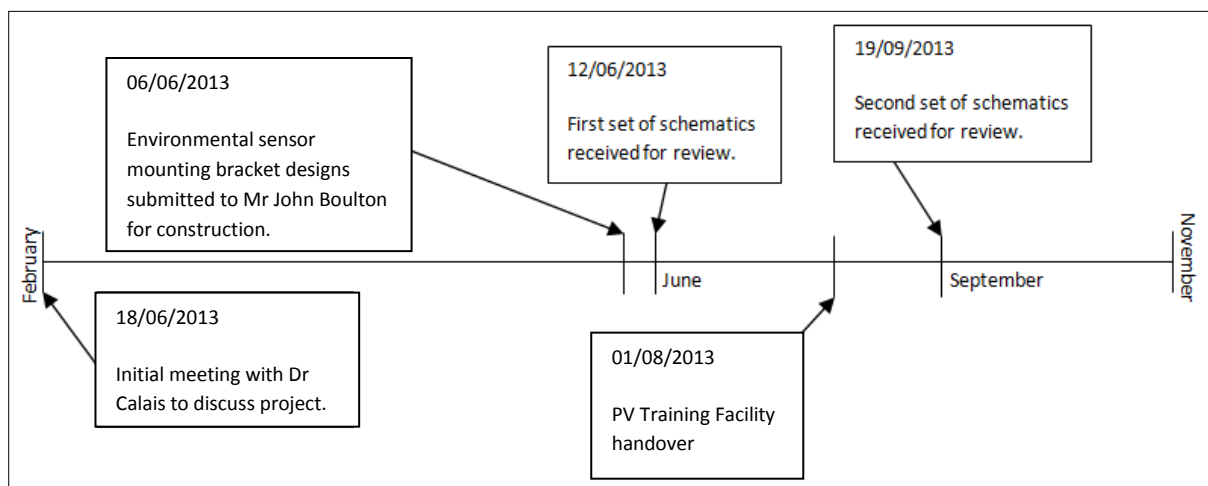 06/06/2013
Environmental sensor
mounting bracket designs
submitted to Mr John Boulton
for construction.
12/06/2013
First set of schematics
received for review.
19/09/2013
Second set of schematics
received for review.
February
June
September
November
18/06/2013
Initial meeting with Dr
Calais to discuss project.
01/08/2013
PV Training Facility
handover